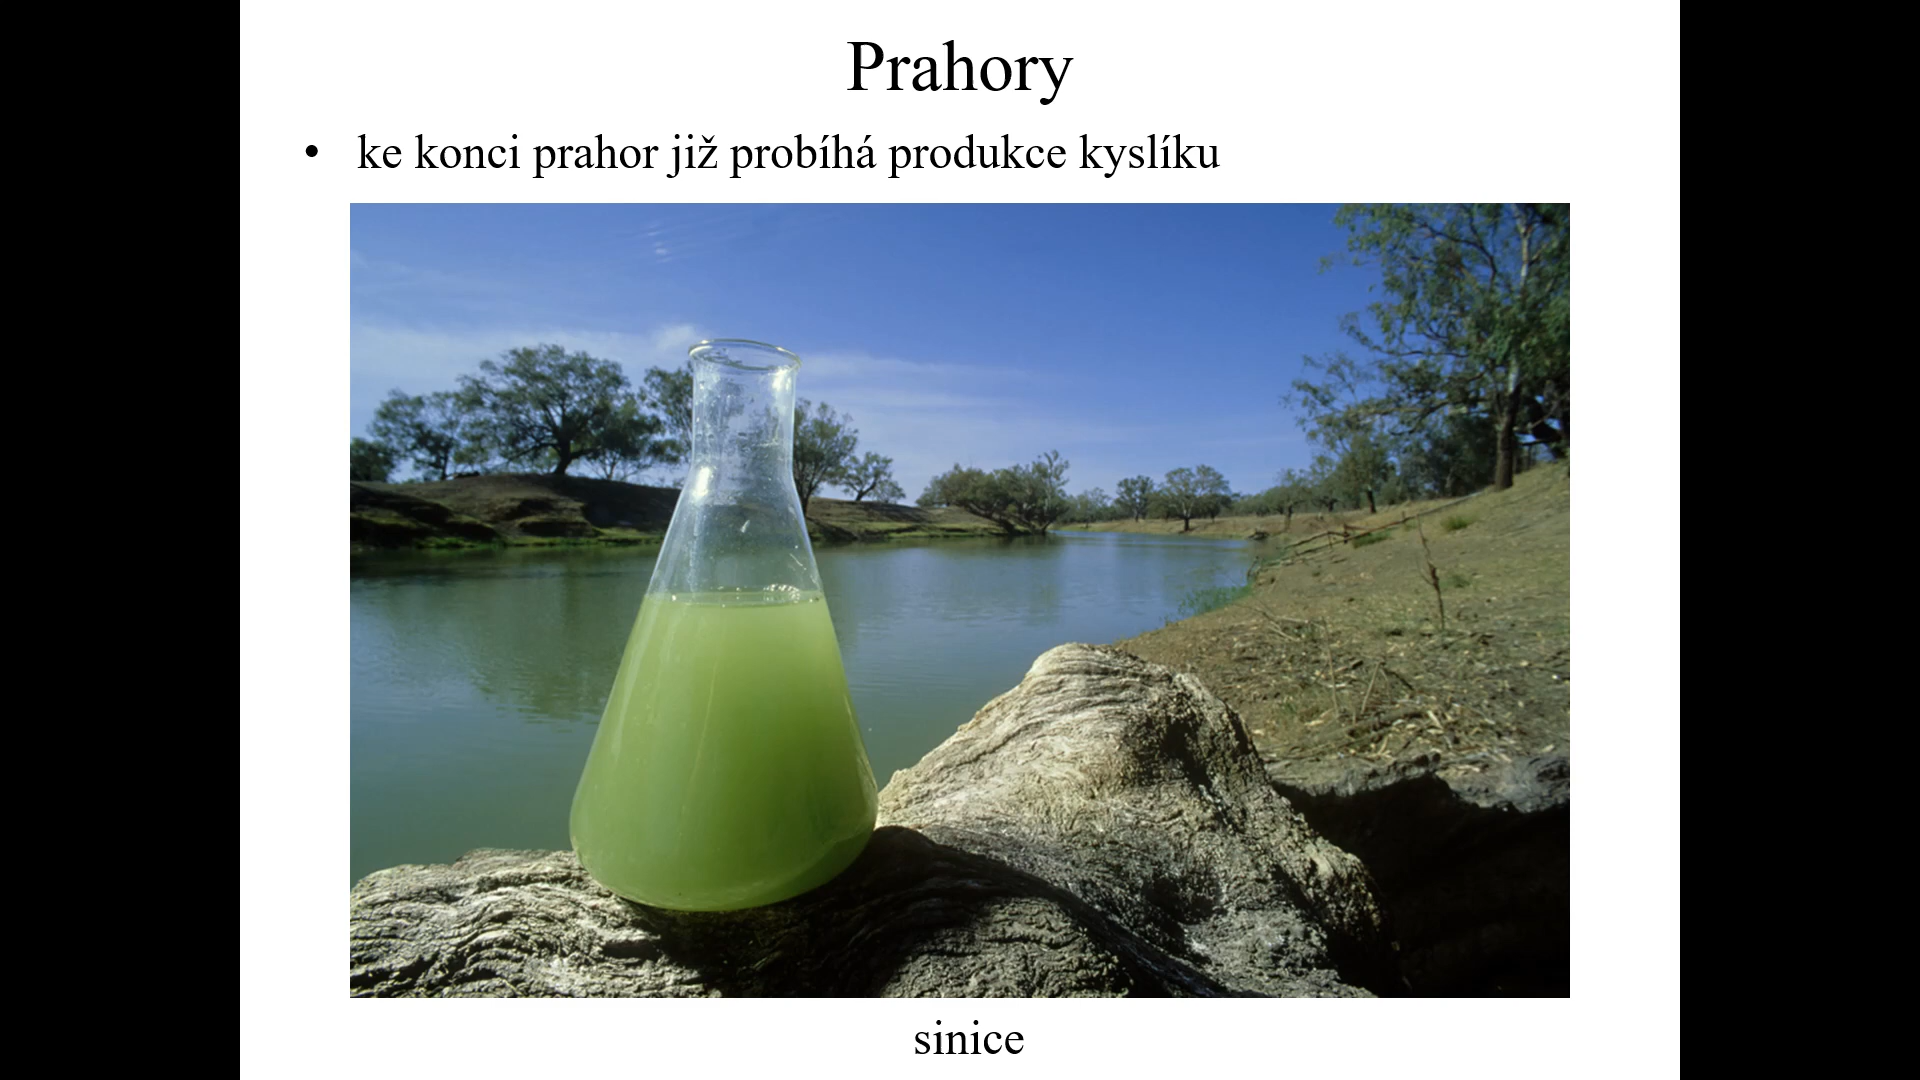 Prahory
• ke konci prahor již probíhá produkce kyslíku
sinice